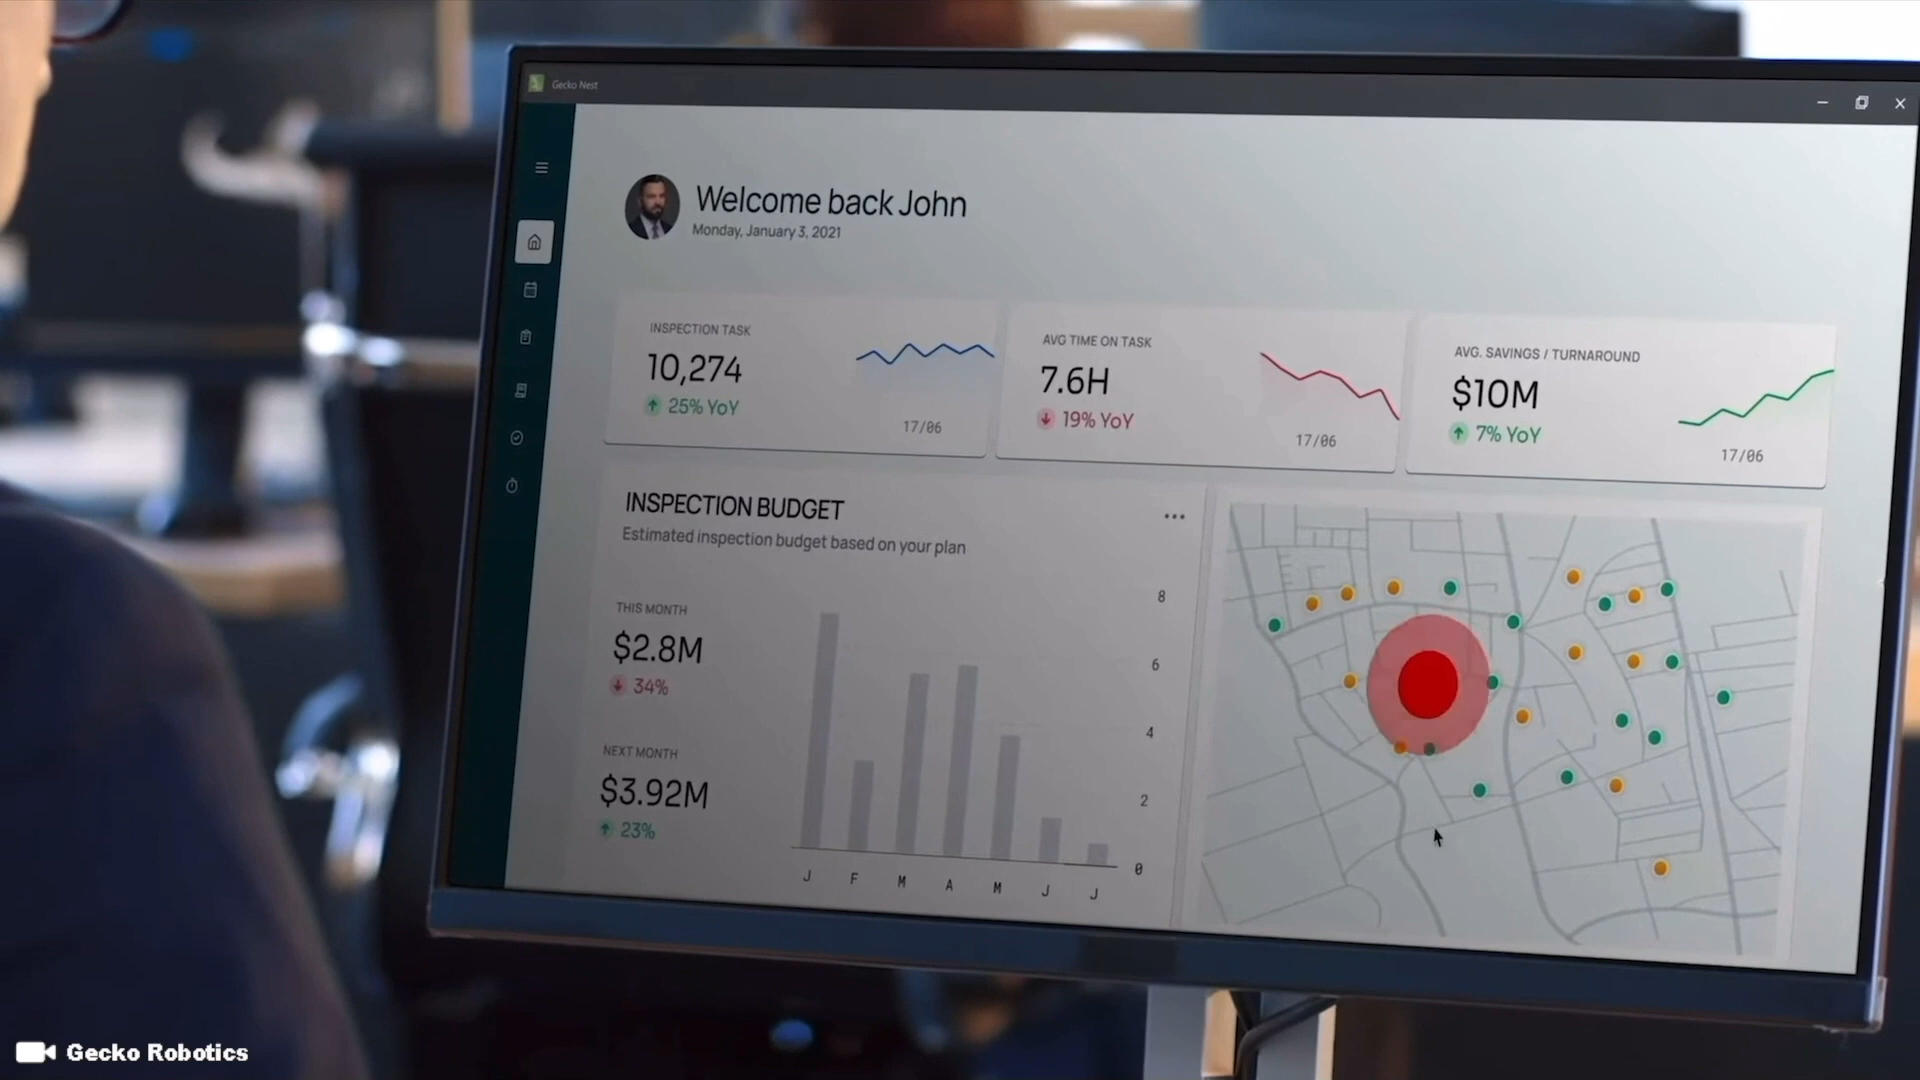 Gecko Nest
Welcome back John
Monday, January 3, 2021
INSPECTION TASK
10,274
25% YoY
17/06
AVG TIME ON TASK
7.6H
19% YoY
17/06
AVG. SAVINGS / TURNAROUND
$10M
7% YoY
17/06
INSPECTION BUDGET
Estimated inspection budget based on your plan
THIS MONTH
$2.8M
34%
NEXT MONTH
$3.92M
23%
8
6
4
2
0
J F M A M J J
Gecko Robotics